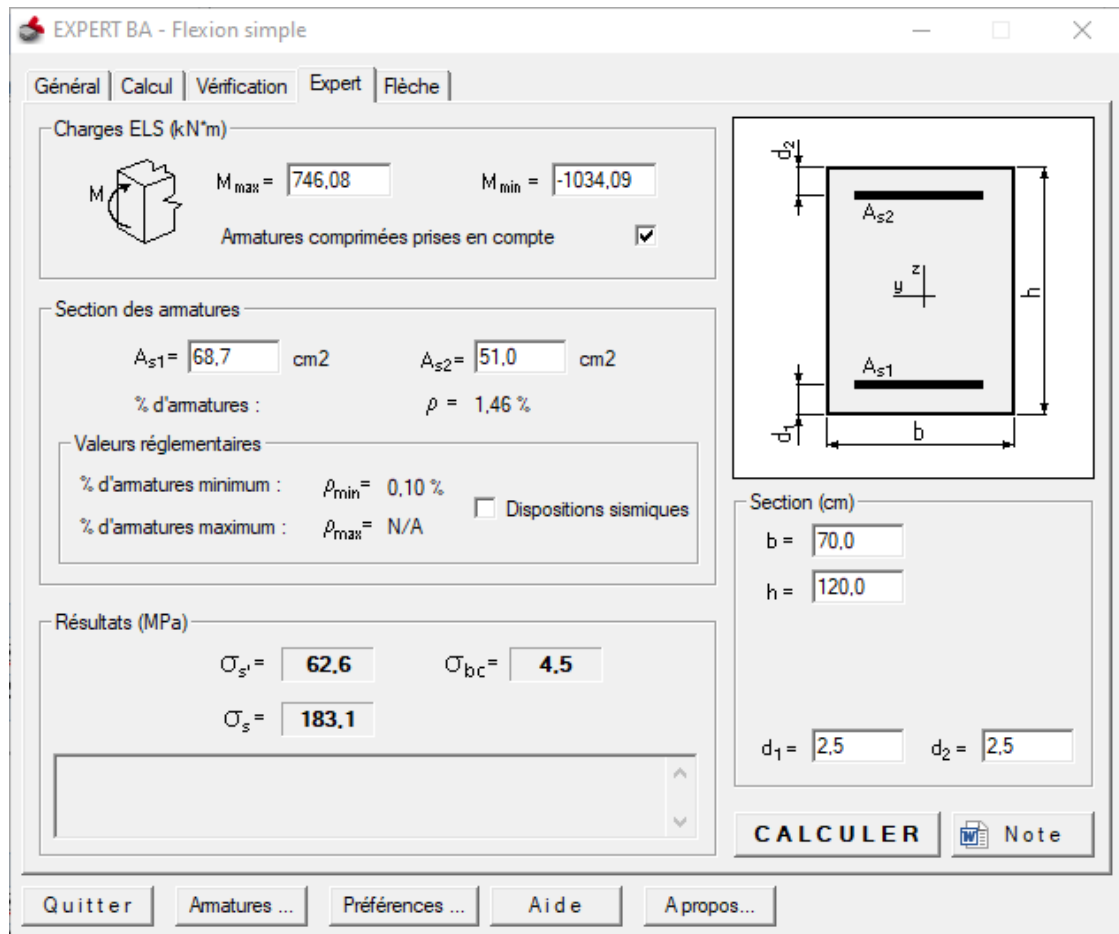 EXPERT BA - Flexion simple
Général Calcul Vérification Expert Flèche
Charges ELS (kN*m)
M
M max = 746,08 M min = -1034,09
Armatures comprimées prises en compte
Section des armatures
As1= 68,7 cm2 As2= 51,0 cm2
% d'armatures : ρ = 1,46 %
Valeurs réglementaires
% d'armatures minimum : ρmin= 0,10 %
Dispositions sismiques
% d'armatures maximum : ρmax= N/A
Résultats (MPa)
σs'= 62,6 σbc= 4,5
σs= 183,1
d2
As2
z
y
h
As1
d1
b
Section (cm)
b = 70,0
h = 120,0
d1 = 2,5 d2 = 2,5
CALCULER Note
Quitter Armatures ... Préférences ... Aide A propos...